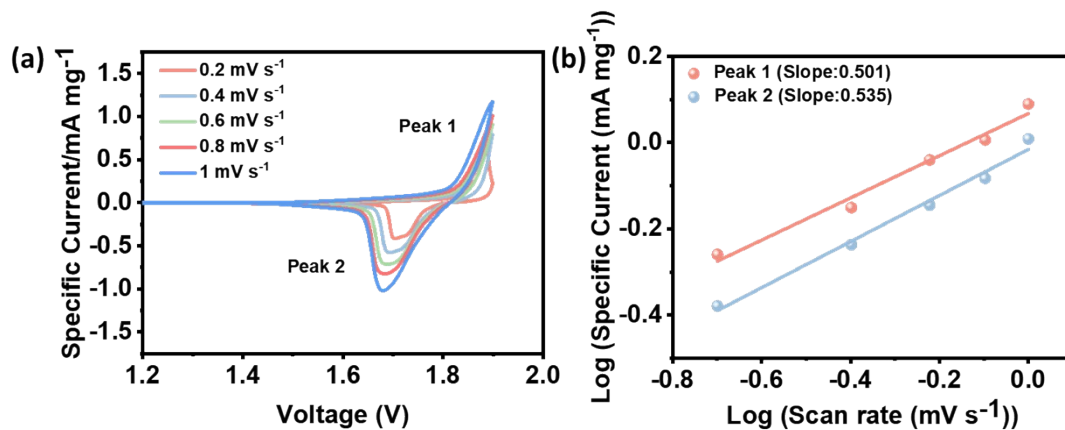 (a)
Specific Current/mA mg⁻¹
1.5
1.0
0.5
0.0
-0.5
-1.0
-1.5
0.2 mV s⁻¹
0.4 mV s⁻¹
0.6 mV s⁻¹
0.8 mV s⁻¹
1 mV s⁻¹
Peak 1
Peak 2
1.2
1.4
1.6
1.8
2.0
Voltage (V)
(b)
Log (Specific Current (mA mg⁻¹))
0.2
0.0
-0.2
-0.4
Peak 1 (Slope:0.501)
Peak 2 (Slope:0.535)
-0.8
-0.6
-0.4
-0.2
0.0
Log (Scan rate (mV s⁻¹))